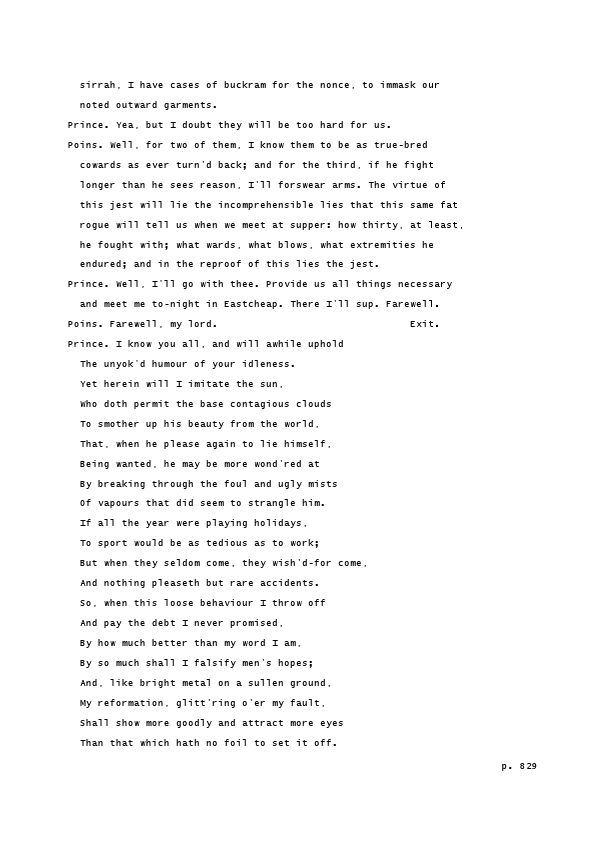 sirrah, I have cases of buckram for the nonce, to immask our
noted outward garments.
Prince. Yea, but I doubt they will be too hard for us.
Poins. Well, for two of them, I know them to be as true-bred
cowards as ever turn'd back; and for the third, if he fight
longer than he sees reason, I'll forswear arms. The virtue of
this jest will lie the incomprehensible lies that this same fat
rogue will tell us when we meet at supper: how thirty, at least,
he fought with; what wards, what blows, what extremities he
endured; and in the reproof of this lies the jest.
Prince. Well, I'll go with thee. Provide us all things necessary
and meet me to-night in Eastcheap. There I'll sup. Farewell.
Poins. Farewell, my lord. Exit.
Prince. I know you all, and will awhile uphold
The unyok'd humour of your idleness.
Yet herein will I imitate the sun,
Who doth permit the base contagious clouds
To smother up his beauty from the world,
That, when he please again to lie himself,
Being wanted, he may be more wond'red at
By breaking through the foul and ugly mists
Of vapours that did seem to strangle him.
If all the year were playing holidays,
To sport would be as tedious as to work;
But when they seldom come, they wish'd-for come,
And nothing pleaseth but rare accidents.
So, when this loose behaviour I throw off
And pay the debt I never promised,
By how much better than my word I am,
By so much shall I falsify men's hopes;
And, like bright metal on a sullen ground,
My reformation, glitt'ring o'er my fault,
Shall show more goodly and attract more eyes
Than that which hath no foil to set it off.
p. 829